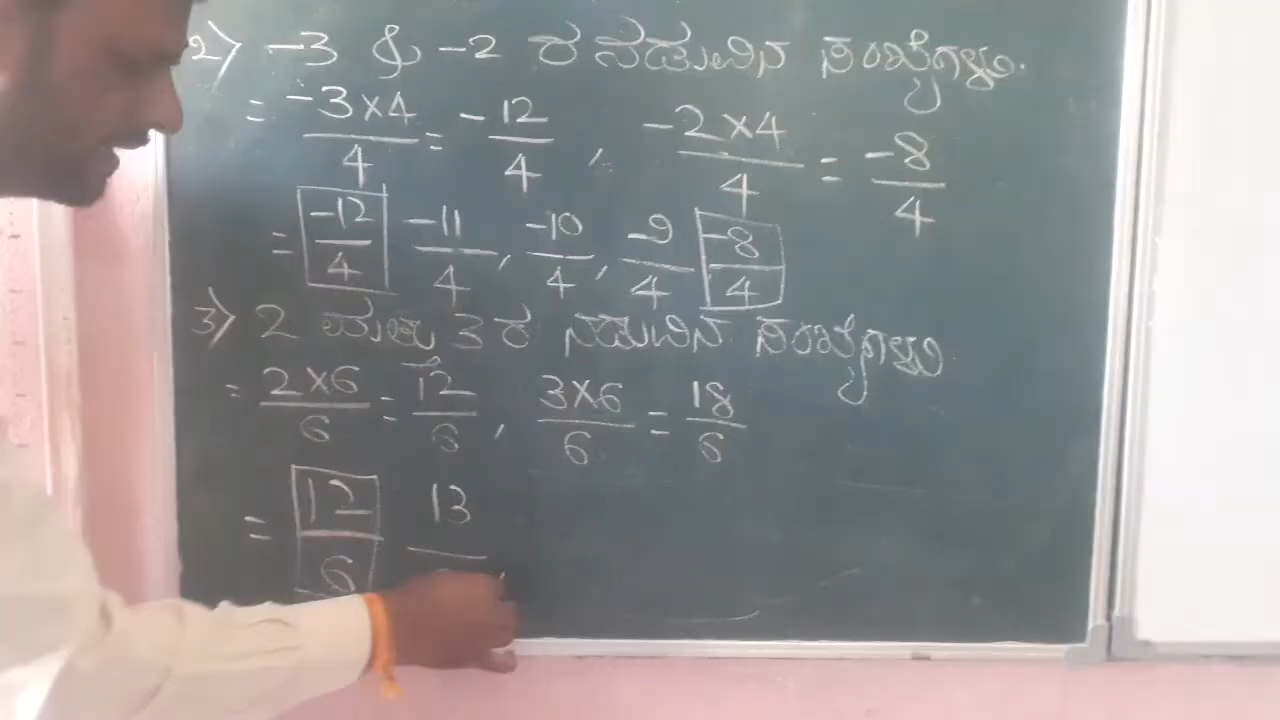 2) -3 & -2 ರ ನಡುವಿನ ಸಂಖ್ಯೆಗಳು.
= -3×4/4 = -12/4 , -2×4/4 = -8/4
= -12/4 -11/4 , -10/4 , -9/4 -8/4
3) 2 ಮತ್ತು 3 ರ ನಡುವಿನ ಸಂಖ್ಯೆಗಳು
= 2×6/6 = 12/6 , 3×6/6 = 18/6
= 12/6 13